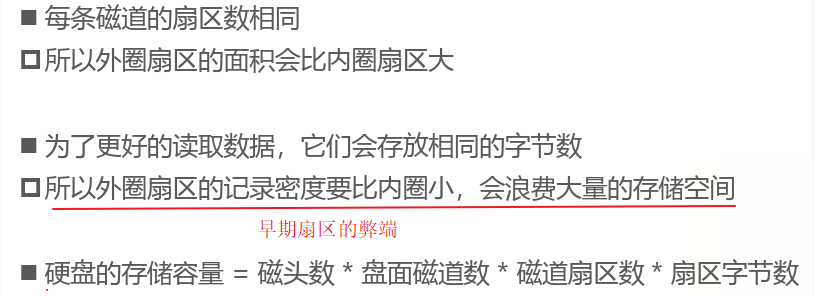 ■ 每条磁道的扇区数相同
所以外圈扇区的面积会比内圈扇区大
■ 为了更好的读取数据，它们会存放相同的字节数
所以外圈扇区的记录密度要比内圈小，会浪费大量的存储空间
早期扇区的弊端
■ 硬盘的存储容量 = 磁头数 * 盘面磁道数 * 磁道扇区数 * 扇区字节数